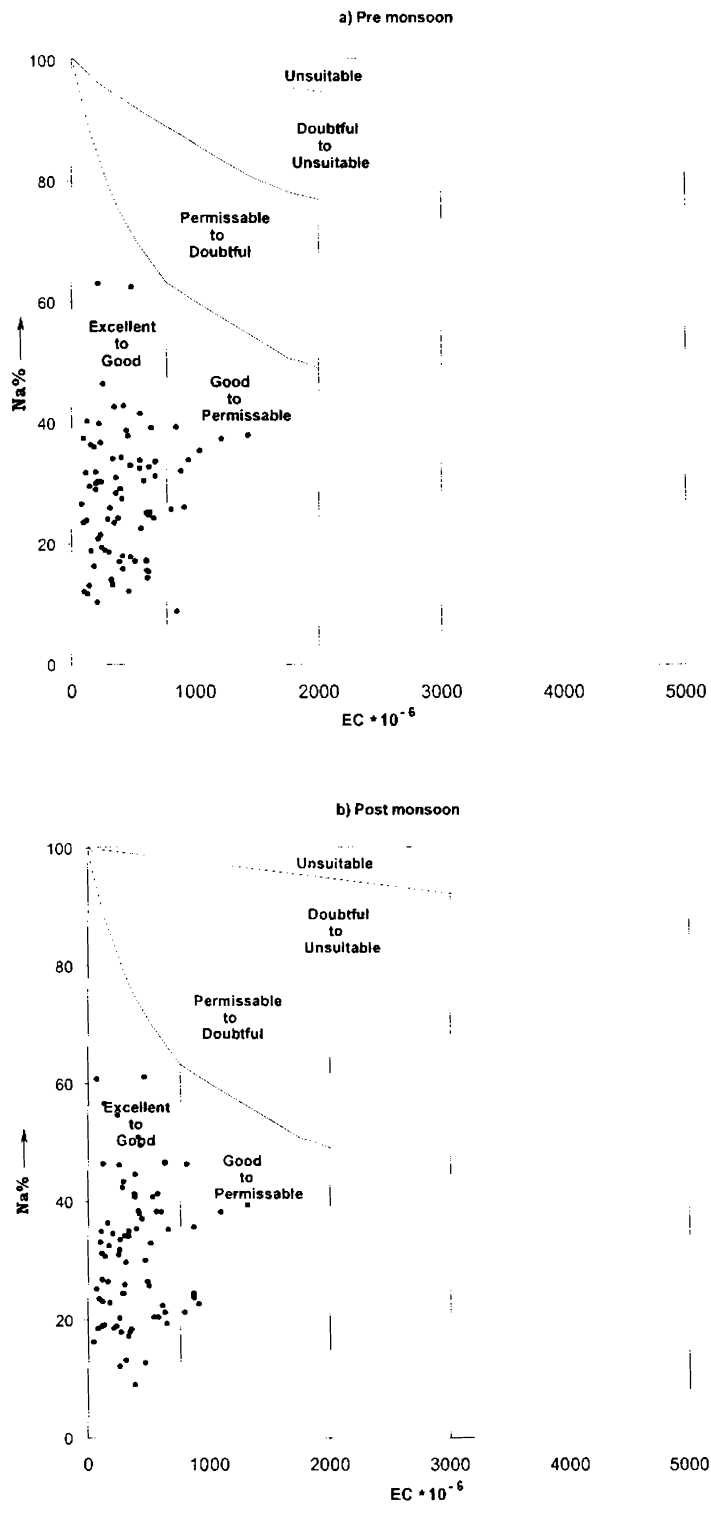 a) Pre monsoon
100
Unsuitable
Doubtful
to
Unsuitable
80
Permissable
to
Doubtful
60
Excellent
to
Good
Na%
Good
to
Permissable
40
20
0
0 1000 2000 3000 4000 5000
EC * 10⁻⁶
b) Post monsoon
100
Unsuitable
Doubtful
to
Unsuitable
80
Permissable
to
Doubtful
60
Excellent
to
Good
Na%
Good
to
Permissable
40
20
0
0 1000 2000 3000 4000 5000
EC * 10⁻⁶